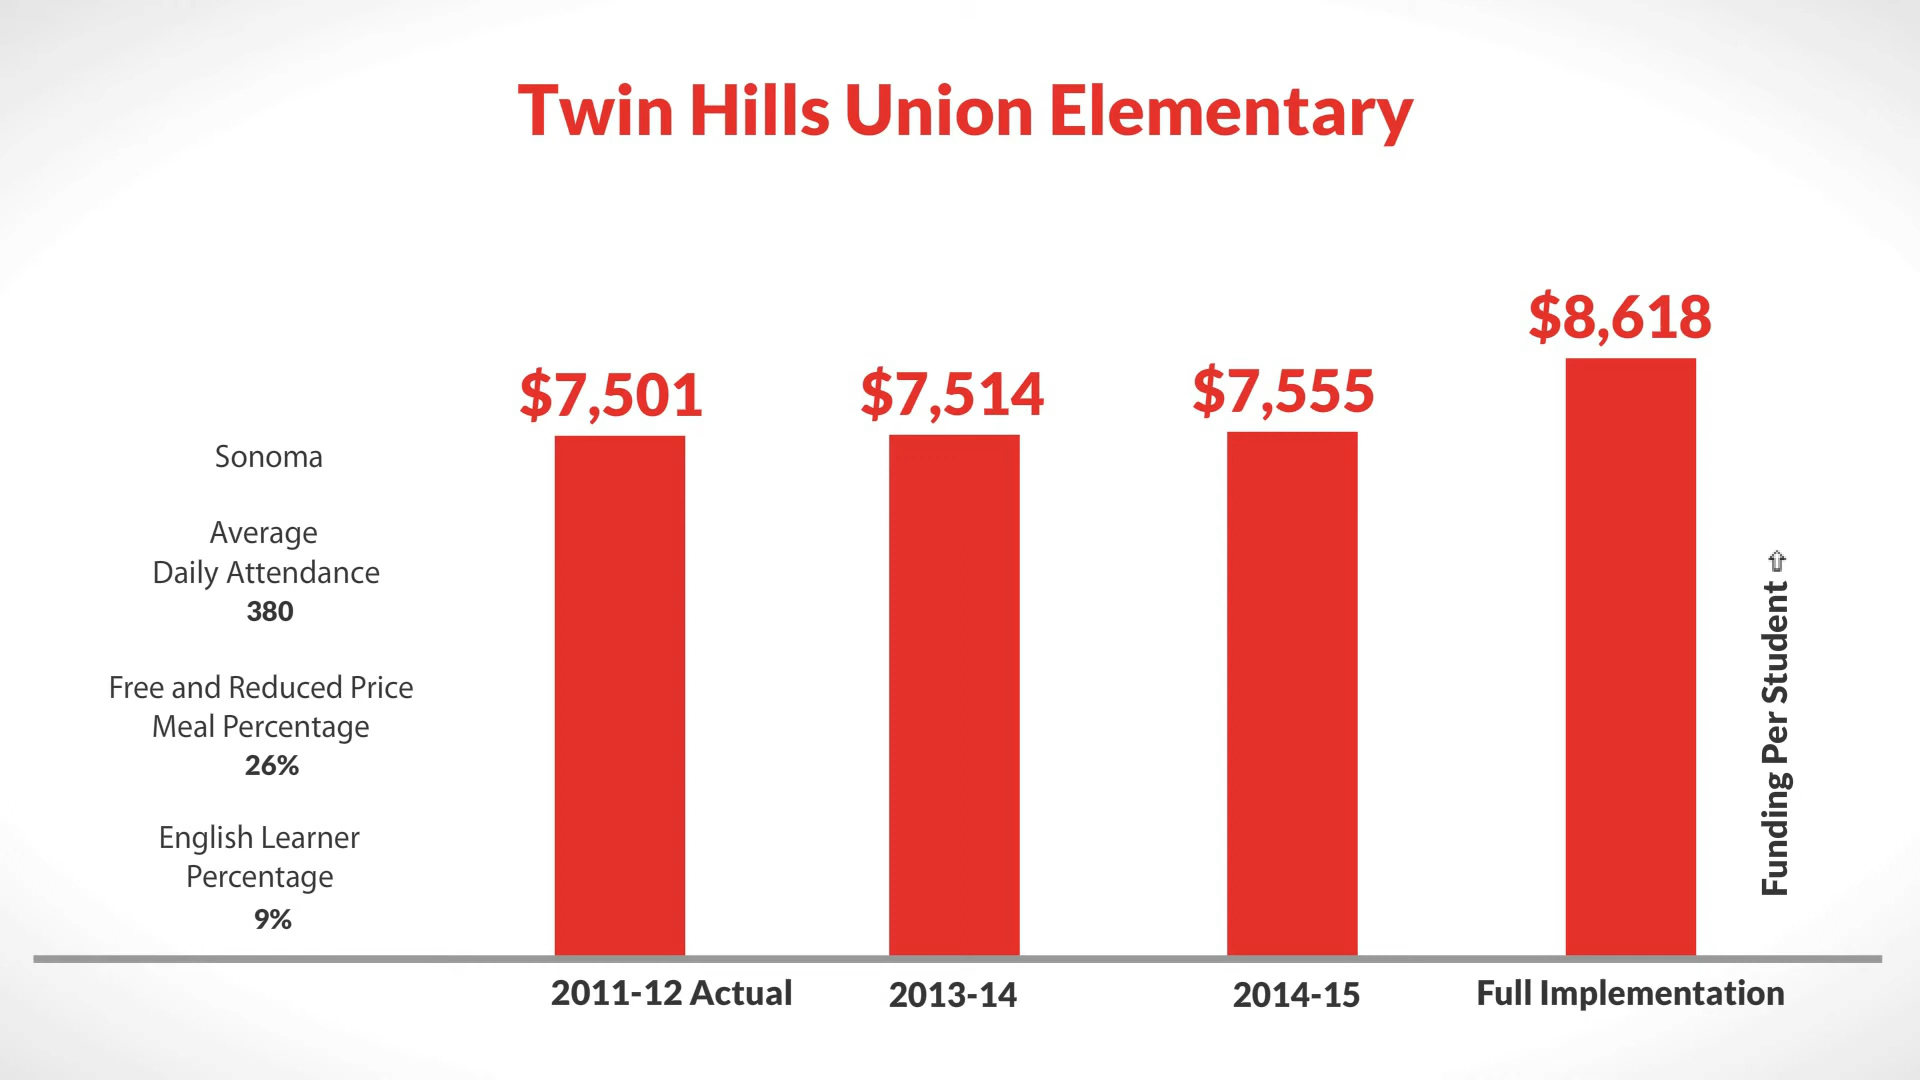 Twin Hills Union Elementary
$7,501
$7,514
$7,555
$8,618
Sonoma
Average
Daily Attendance
380
Free and Reduced Price
Meal Percentage
26%
English Learner
Percentage
9%
Funding Per Student ⇧
2011-12 Actual
2013-14
2014-15
Full Implementation